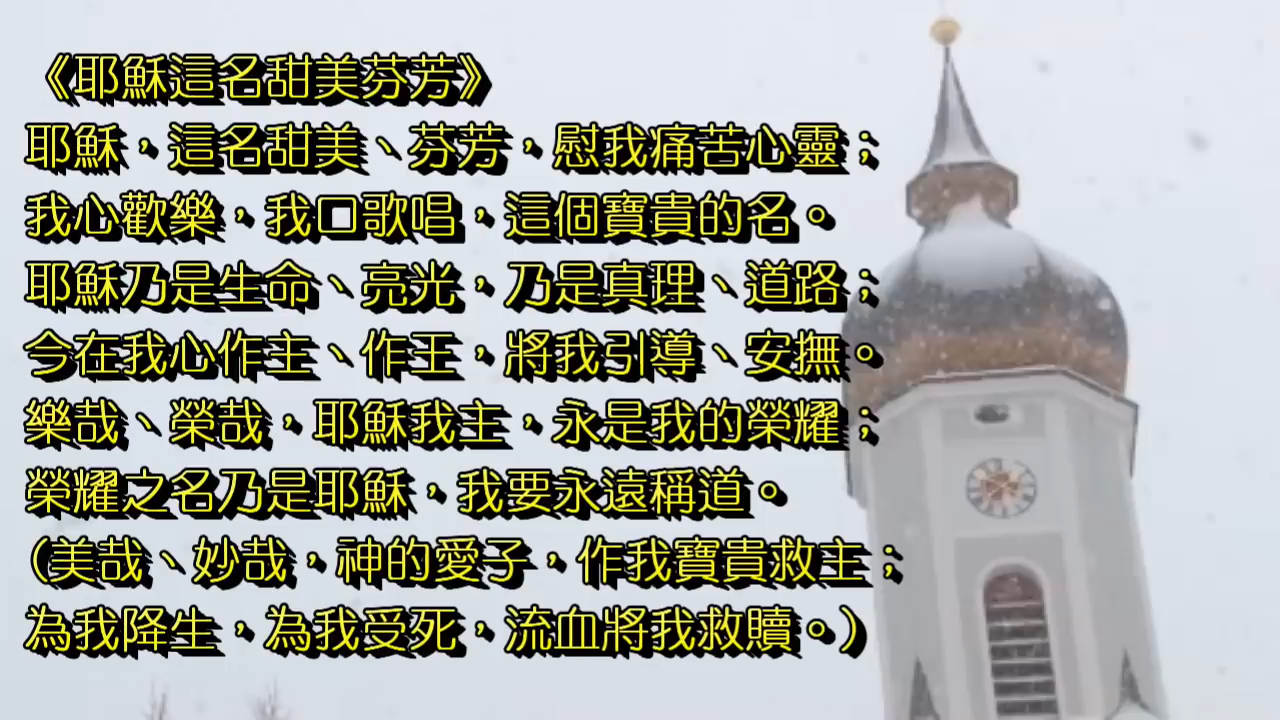 《耶穌這名甜美芬芳》
耶穌，這名甜美、芬芳，慰我痛苦心靈；
我心歡樂，我口歌唱，這個寶貴的名。
耶穌乃是生命、亮光，乃是真理、道路；
今在我心作主、作王，將我引導、安撫。
樂哉、榮哉，耶穌我主，永是我的榮耀；
榮耀之名乃是耶穌，我要永遠稱道。
(美哉、妙哉，神的愛子，作我寶貴救主；
為我降生，為我受死，流血將我救贖。)